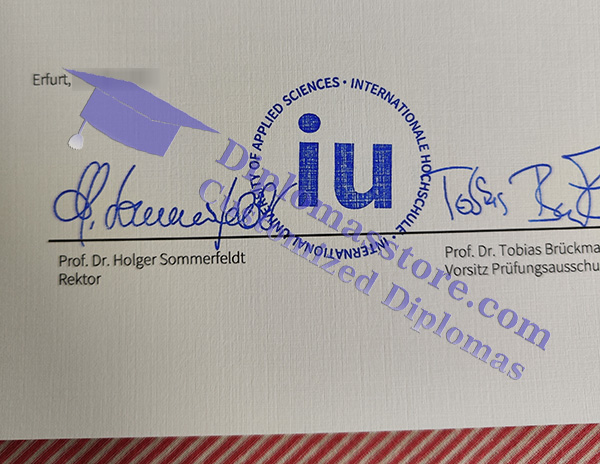 Erfurt,
INTERNATIONALE HOCHSCHULE · INTERNATIONAL UNIVERSITY OF APPLIED SCIENCES ·
iu
Diplomasstore.com
Customized Diplomas
Prof. Dr. Holger Sommerfeldt
Rektor
Prof. Dr. Tobias Brückma
Vorsitz Prüfungsausschu